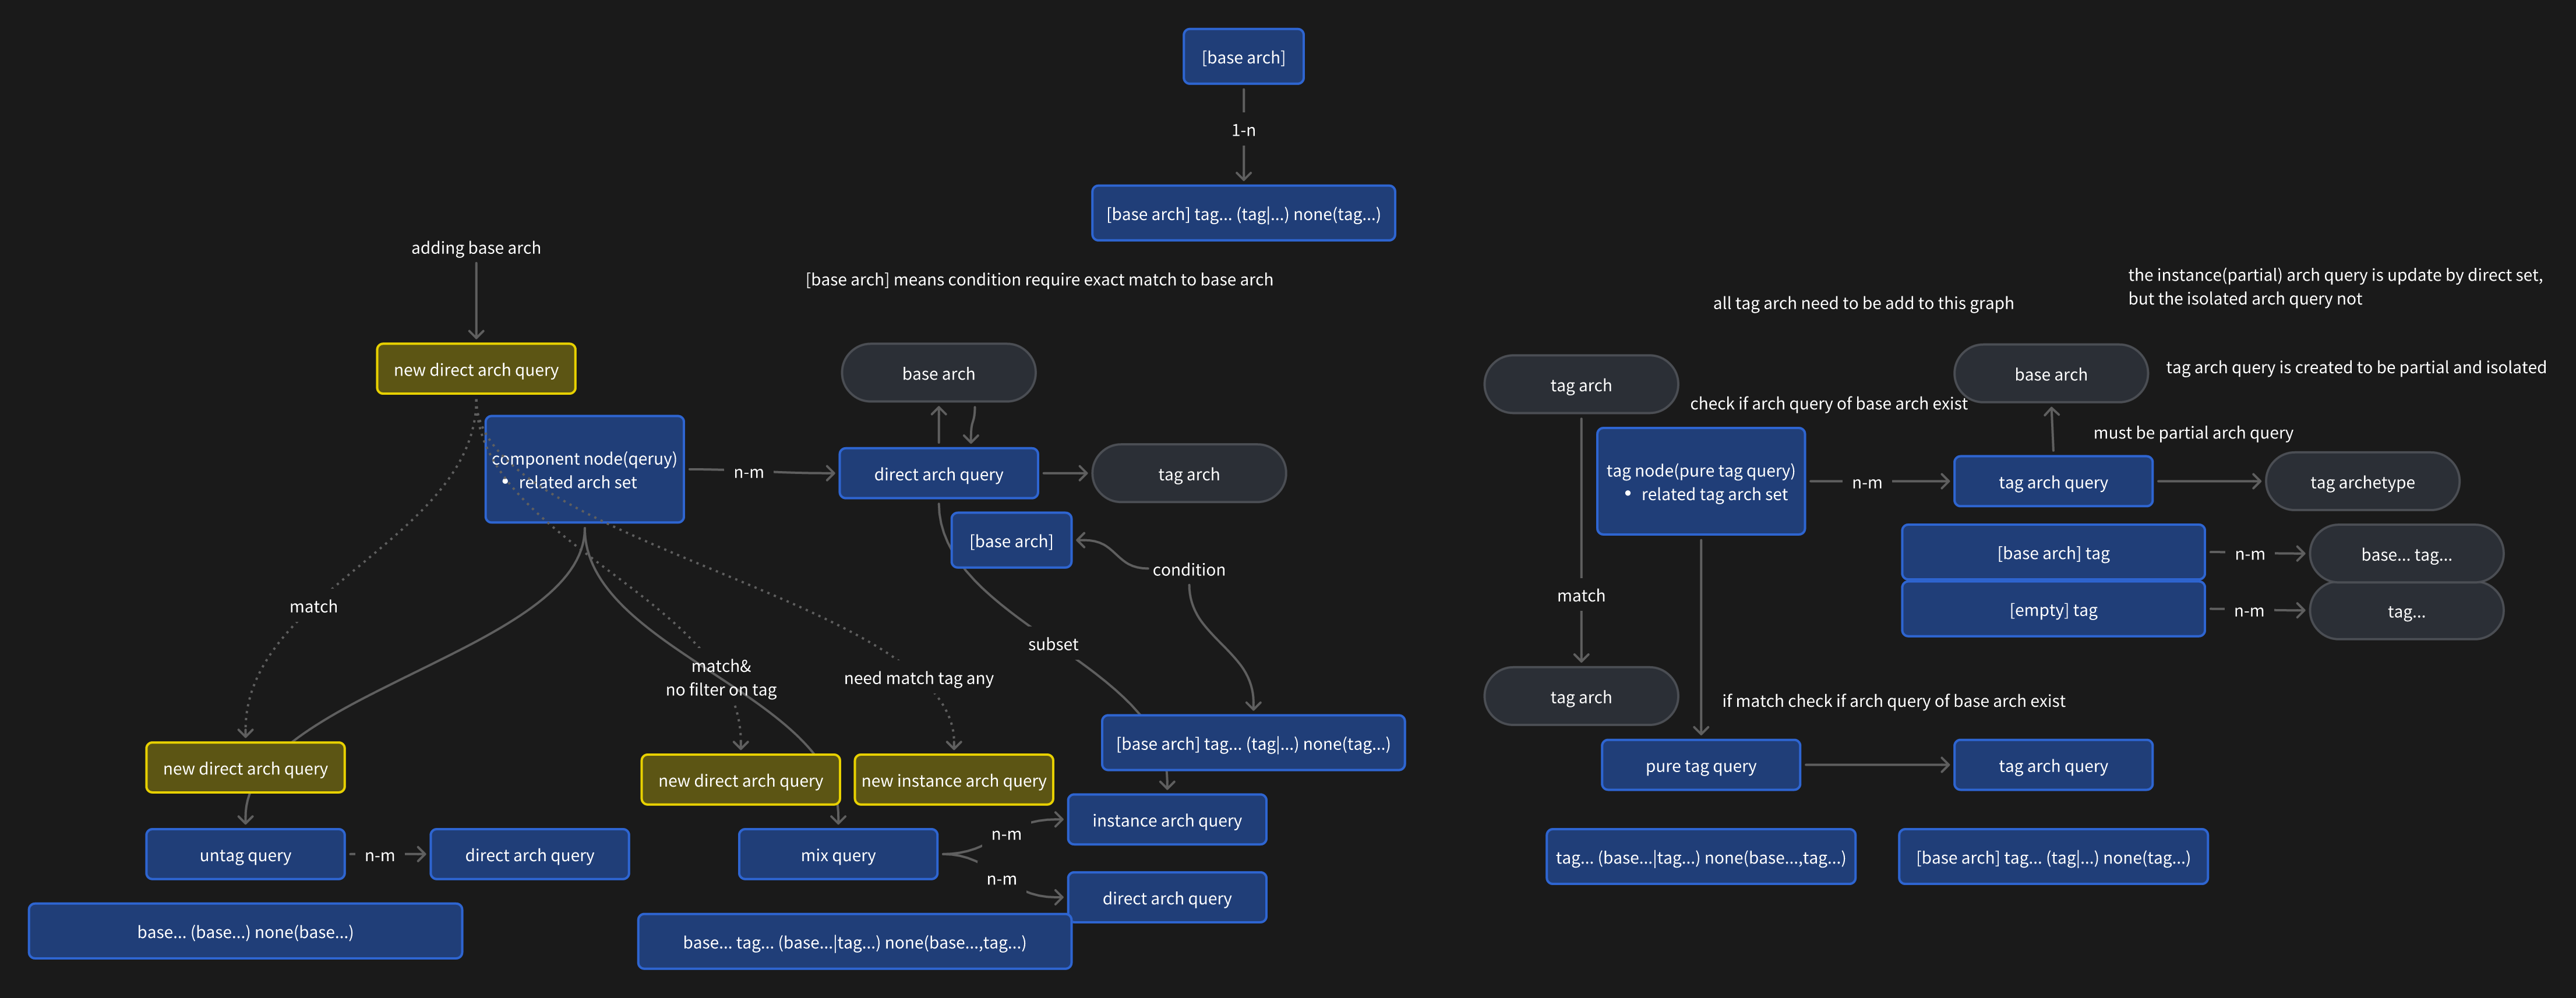 [base arch]
1-n
[base arch] tag... (tag|...) none(tag...)
adding base arch
[base arch] means condition require exact match to base arch
new direct arch query
component node(qeruy)
• related arch set
n-m
base arch
direct arch query
tag arch
[base arch]
condition
subset
match
match&
no filter on tag
need match tag any
[base arch] tag... (tag|...) none(tag...)
new direct arch query
new direct arch query
new instance arch query
instance arch query
untag query
n-m
direct arch query
mix query
n-m
n-m
direct arch query
base... (base...) none(base...)
base... tag... (base...|tag...) none(base...,tag...)
the instance(partial) arch query is update by direct set,
but the isolated arch query not
all tag arch need to be add to this graph
tag arch
base arch
tag arch query is created to be partial and isolated
check if arch query of base arch exist
must be partial arch query
tag node(pure tag query)
• related tag arch set
n-m
tag arch query
tag archetype
[base arch] tag
n-m
base... tag...
[empty] tag
n-m
tag...
match
tag arch
if match check if arch query of base arch exist
pure tag query
tag arch query
tag... (base...|tag...) none(base...,tag...)
[base arch] tag... (tag|...) none(tag...)